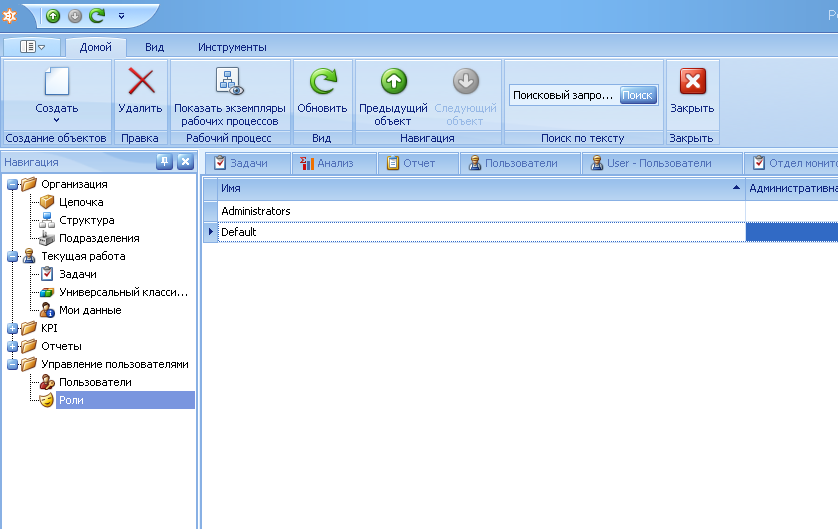 Домой
Вид
Инструменты
Создать
Удалить
Показать экземпляры
рабочих процессов
Обновить
Предыдущий
объект
Следующий
объект
Поисковый запро...
Поиск
Закрыть
Создание объектов
Правка
Рабочий процесс
Вид
Навигация
Поиск по тексту
Закрыть
Навигация
Организация
Цепочка
Структура
Подразделения
Текущая работа
Задачи
Универсальный класси...
Мои данные
KPI
Отчеты
Управление пользователями
Пользователи
Роли
Задачи
Анализ
Отчет
Пользователи
User - Пользователи
Отдел монито
Имя
Административна
Administrators
Default